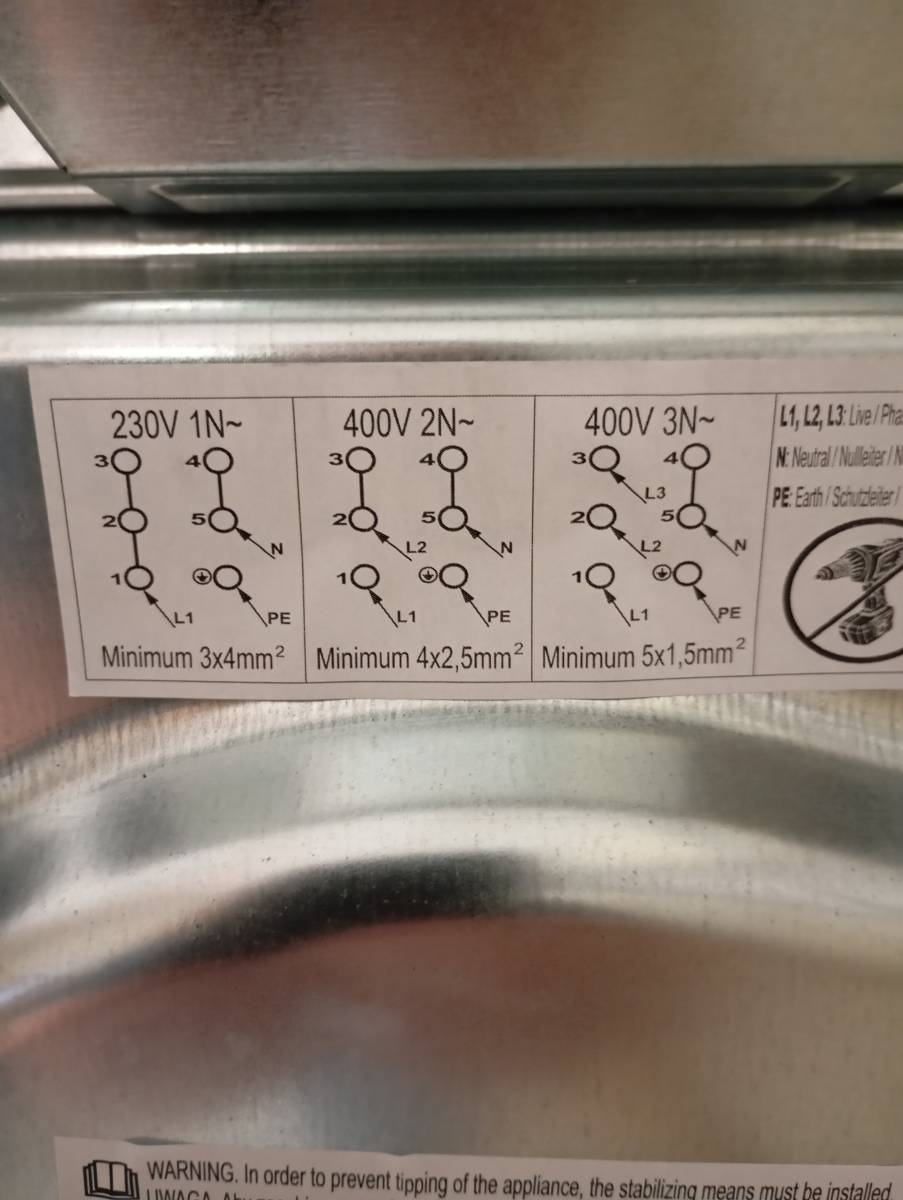 230V 1N~
3 4
2 5 N
1 L1 PE
Minimum 3x4mm²
400V 2N~
3 4
2 L2 5 N
1 L1 PE
Minimum 4x2,5mm²
400V 3N~
3 L3 4
2 L2 5 N
1 L1 PE
Minimum 5x1,5mm²
L1, L2, L3: Live /
N: Neutral / Nullleiter /
PE: Earth / Schutzleiter /
WARNING. In order to prevent tipping of the appliance, the stabilizing means must be installed.
UWAGA.